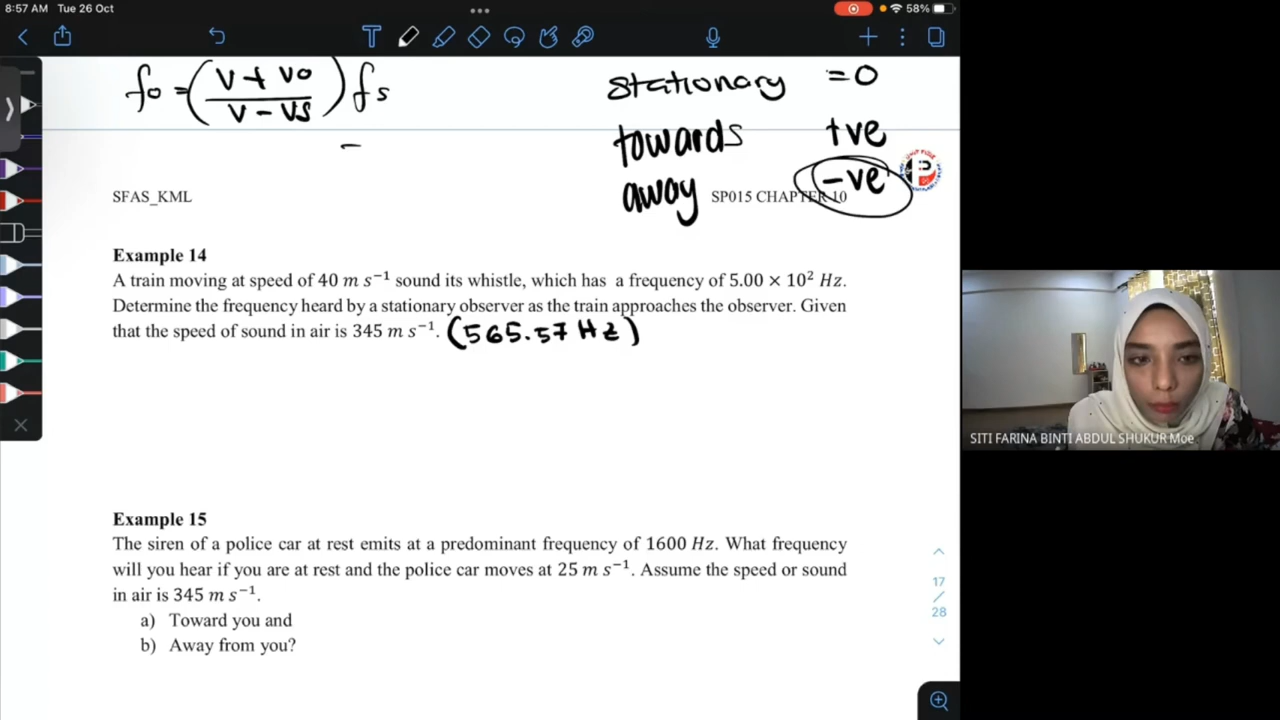 8:57 AM Tue 26 Oct
58%
fo = (V + Vo / V - Vs) fs
stationary = 0
towards +ve
away -ve
SFAS_KML
SP015 CHAPTER 10
Example 14
A train moving at speed of 40 m s⁻¹ sound its whistle, which has a frequency of 5.00 × 10² Hz.
Determine the frequency heard by a stationary observer as the train approaches the observer. Given
that the speed of sound in air is 345 m s⁻¹. (565.57 Hz)
SITI FARINA BINTI ABDUL SHUKUR Moe
Example 15
The siren of a police car at rest emits at a predominant frequency of 1600 Hz. What frequency
will you hear if you are at rest and the police car moves at 25 m s⁻¹. Assume the speed or sound
in air is 345 m s⁻¹.
a) Toward you and
b) Away from you?
17
/
28